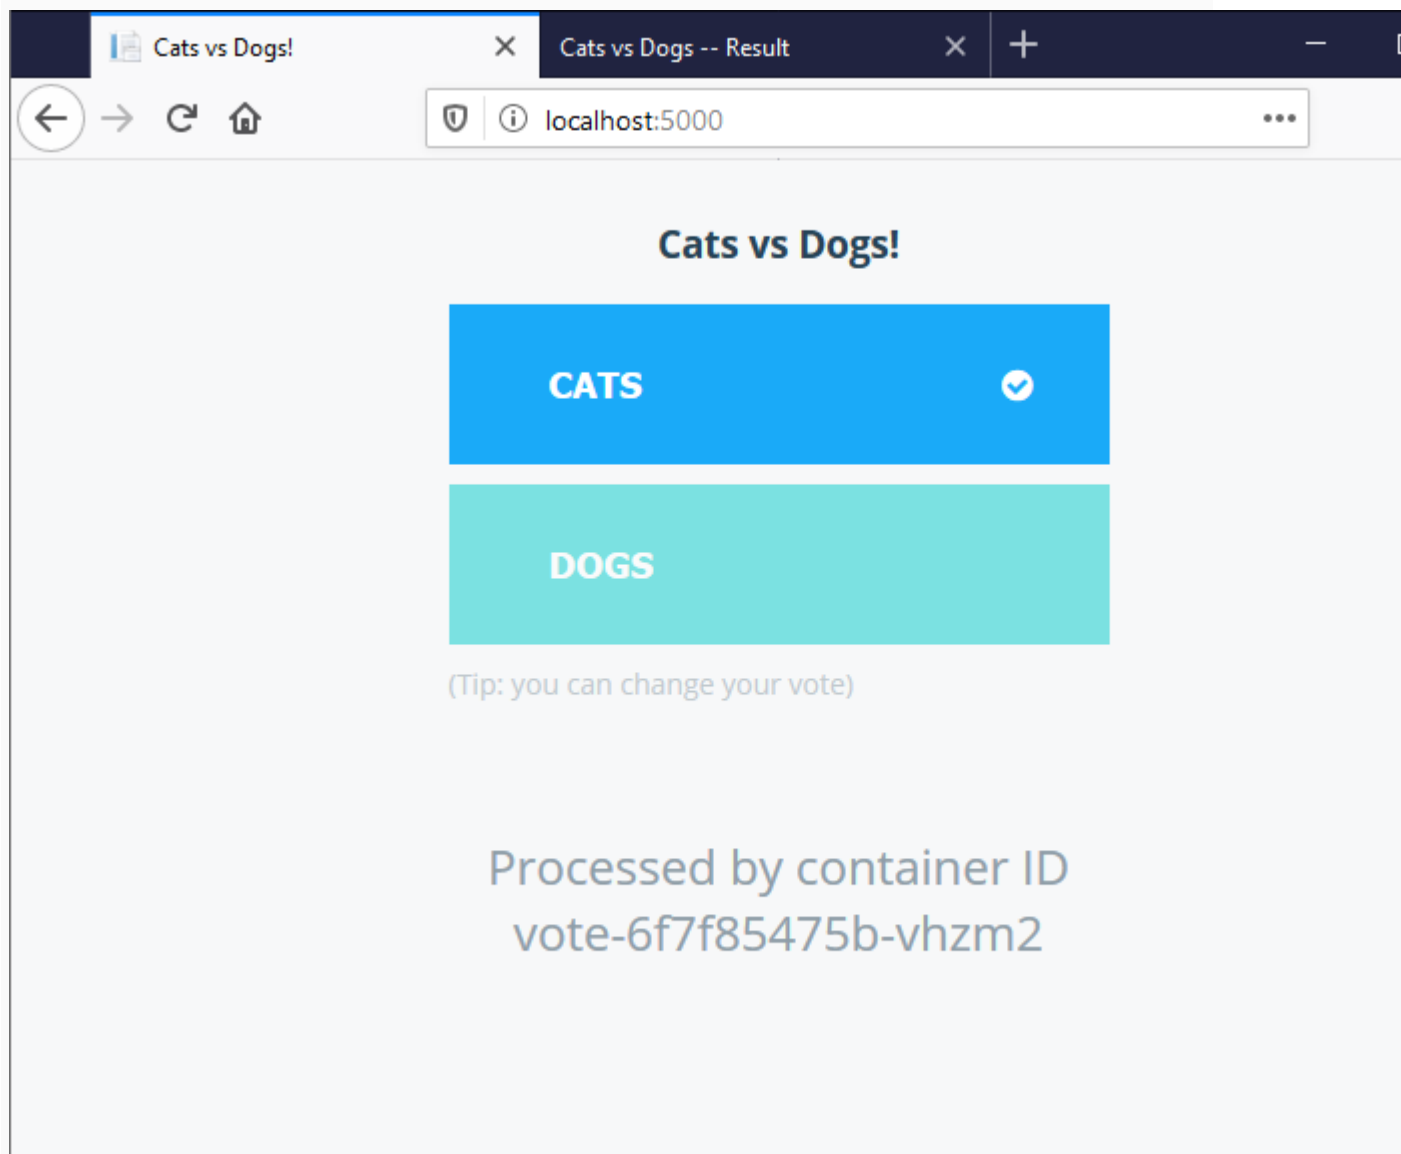 Cats vs Dogs!
Cats vs Dogs -- Result
localhost:5000
Cats vs Dogs!
CATS
DOGS
(Tip: you can change your vote)
Processed by container ID
vote-6f7f85475b-vhzm2